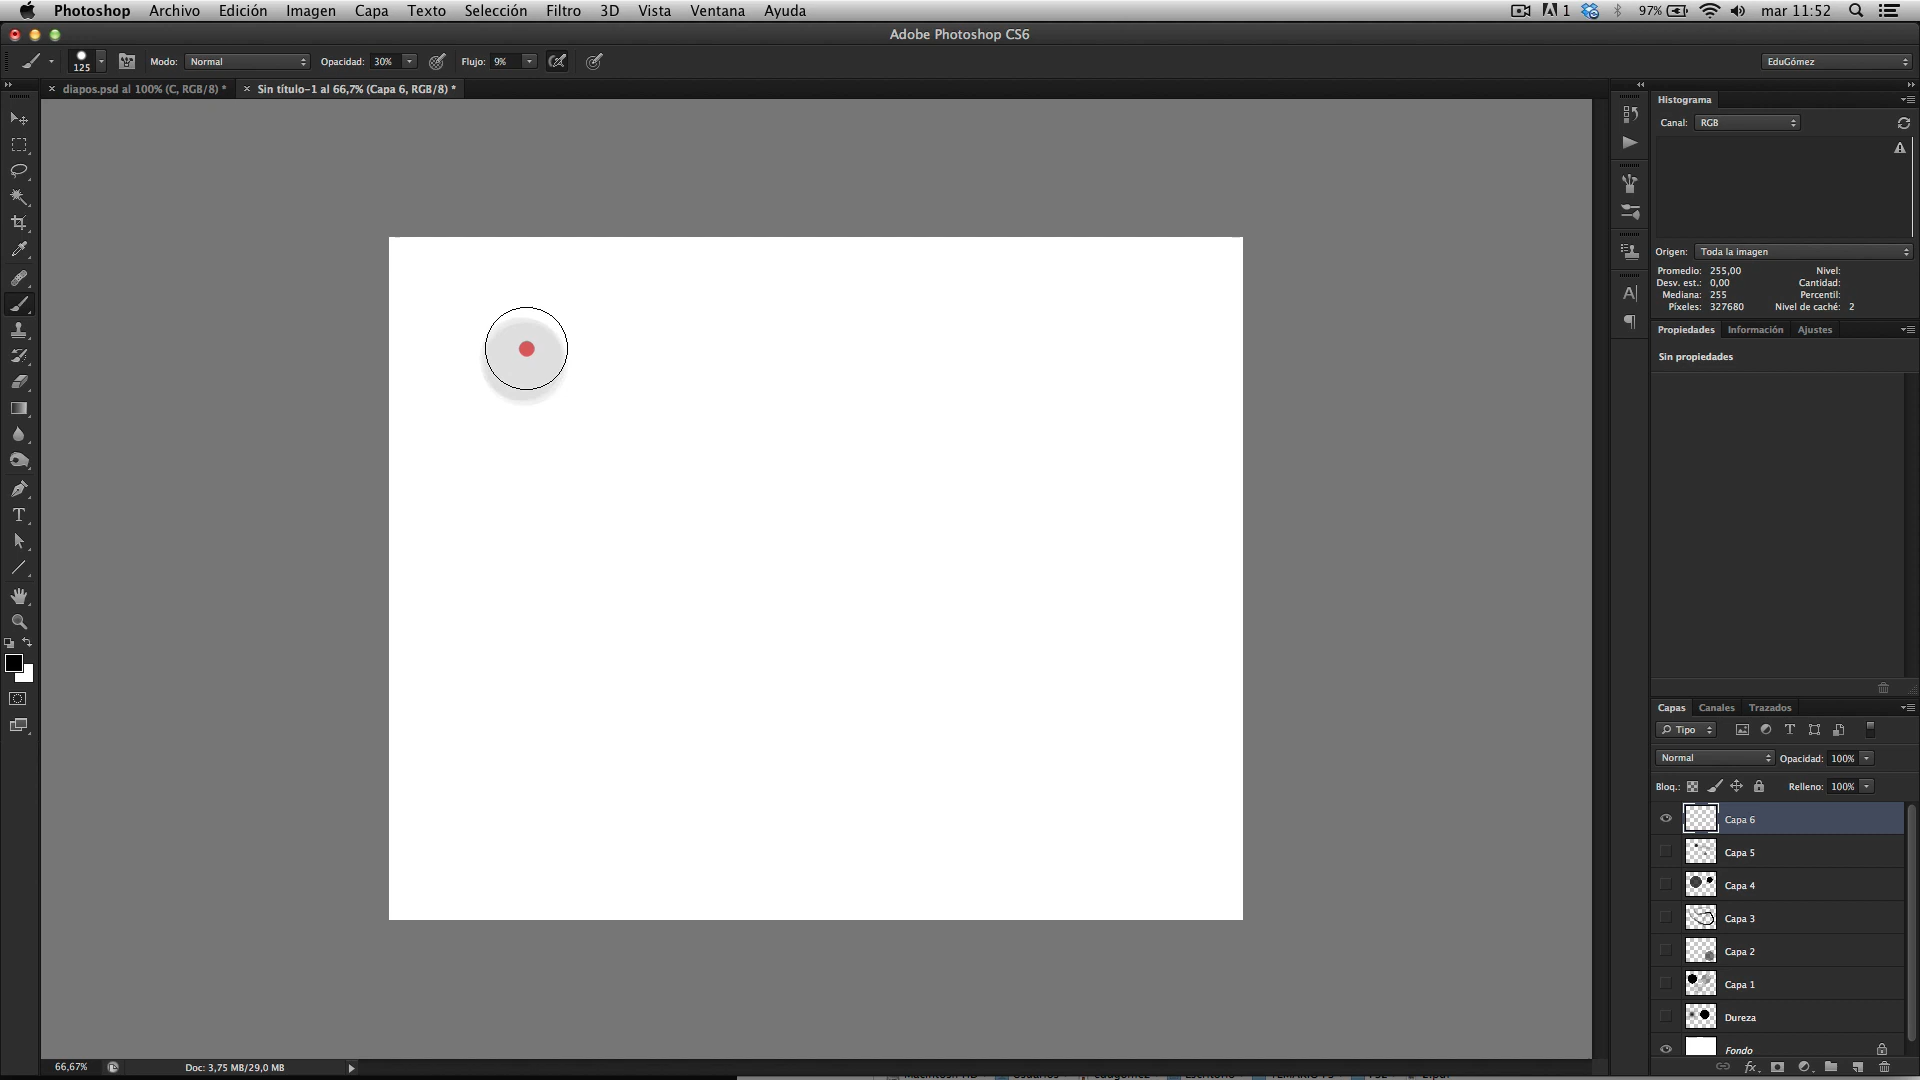 Photoshop Archivo Edición Imagen Capa Texto Selección Filtro 3D Vista Ventana Ayuda 1 97% mar 11:52
Adobe Photoshop CS6
125 Modo: Normal Opacidad: 30% Flujo: 9% EduGómez
× diapos.psd al 100% (C, RGB/8) * × Sin título-1 al 66,7% (Capa 6, RGB/8) *
Histograma
Canal: RGB
Origen: Toda la imagen
Promedio: 255,00 Nivel:
Desv. est.: 0,00 Cantidad:
Mediana: 255 Percentil:
Píxeles: 327680 Nivel de caché: 2
Propiedades Información Ajustes
Sin propiedades
Capas Canales Trazados
Tipo
Normal Opacidad: 100%
Bloq.: Relleno: 100%
Capa 6
Capa 5
Capa 4
Capa 3
Capa 2
Capa 1
Dureza
Fondo
66,67% Doc: 3,75 MB/29,0 MB